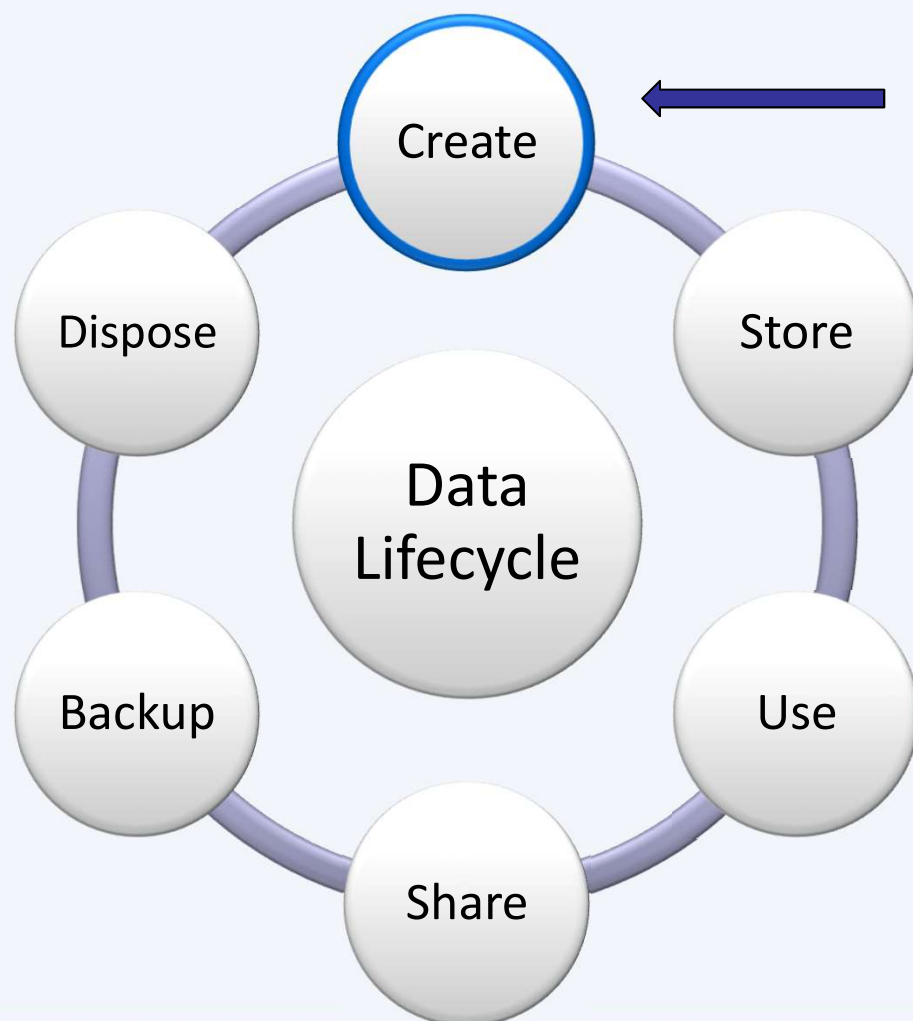 Create
Store
Use
Share
Backup
Dispose
Data
Lifecycle